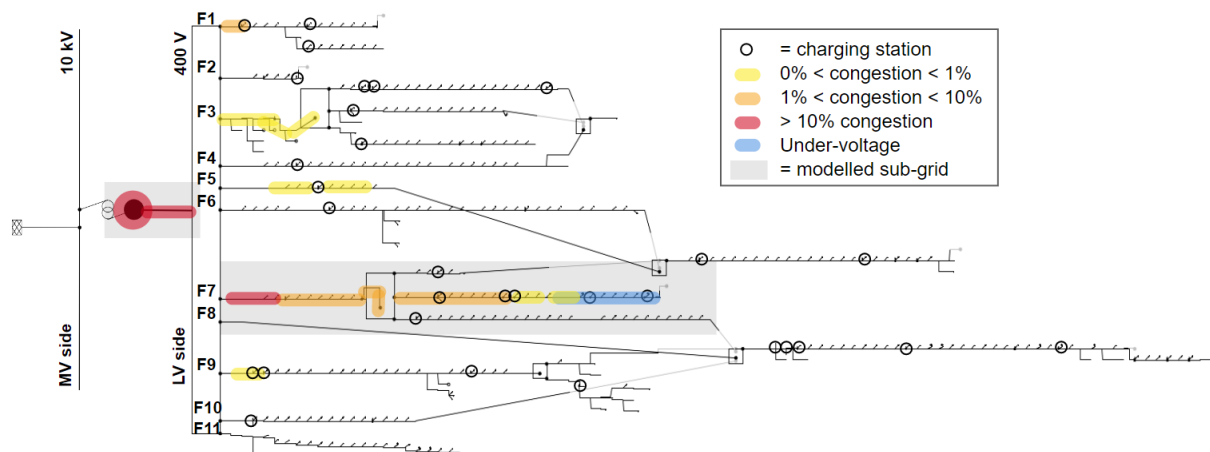 10 kV
MV side
400 V
LV side
F1
F2
F3
F4
F5
F6
F7
F8
F9
F10
F11
= charging station
0% < congestion < 1%
1% < congestion < 10%
> 10% congestion
Under-voltage
= modelled sub-grid